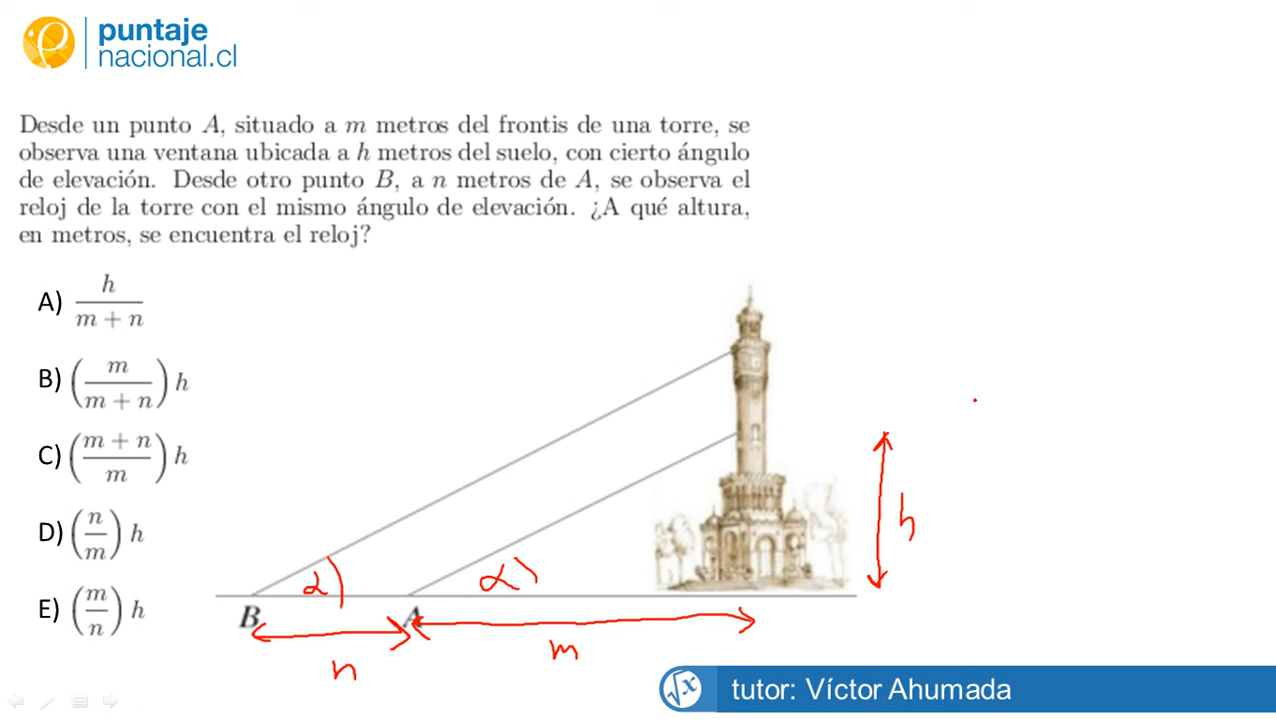 puntaje
nacional.cl
Desde un punto A, situado a m metros del frontis de una torre, se
observa una ventana ubicada a h metros del suelo, con cierto ángulo
de elevación. Desde otro punto B, a n metros de A, se observa el
reloj de la torre con el mismo ángulo de elevación. ¿A qué altura,
en metros, se encuentra el reloj?
A) h/(m + n)
B) (m/(m + n)) h
C) ((m + n)/m) h
D) (n/m) h
E) (m/n) h
h
α
α
B
A
n
m
√x tutor: Víctor Ahumada